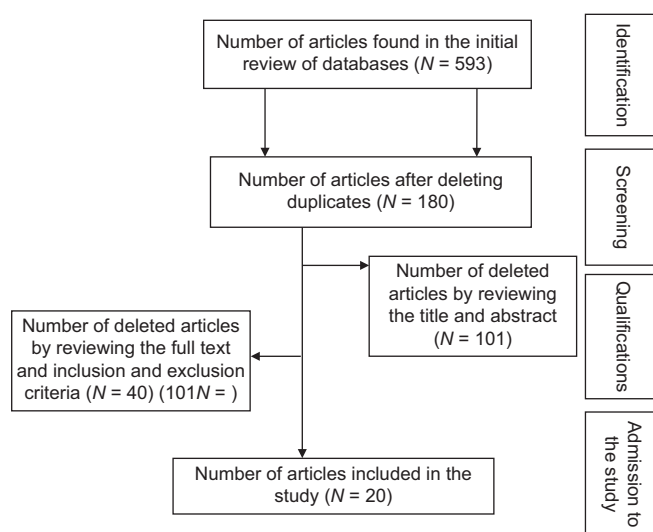 Number of articles found in the initial
review of databases (N = 593)
Identification
Number of articles after deleting
duplicates (N = 180)
Screening
Number of deleted
articles by reviewing
the title and abstract
(N = 101)
Qualifications
Number of deleted articles
by reviewing the full text
and inclusion and exclusion
criteria (N = 40) (101N = )
Number of articles included in the
study (N = 20)
Admission to
the study